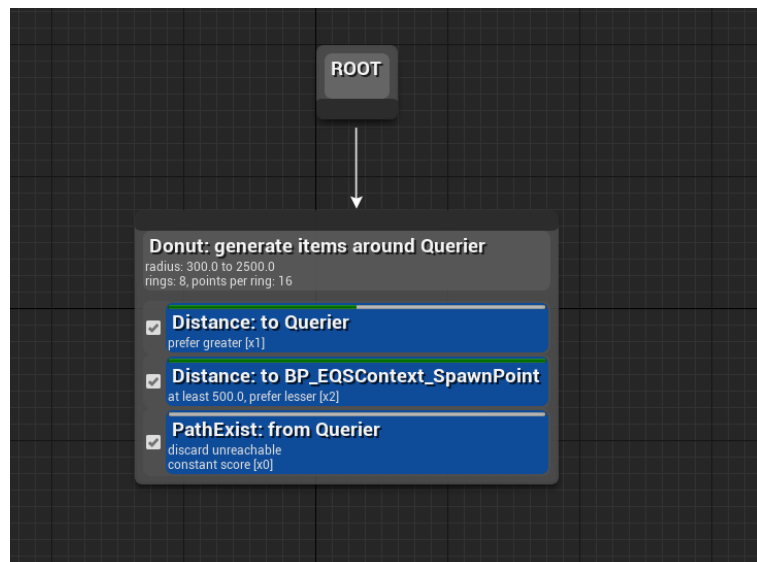 ROOT
Donut: generate items around Querier
radius: 300.0 to 2500.0
rings: 8, points per ring: 16
Distance: to Querier
prefer greater [x1]
Distance: to BP_EQSContext_SpawnPoint
at least 500.0, prefer lesser [x2]
PathExist: from Querier
discard unreachable
constant score [x0]